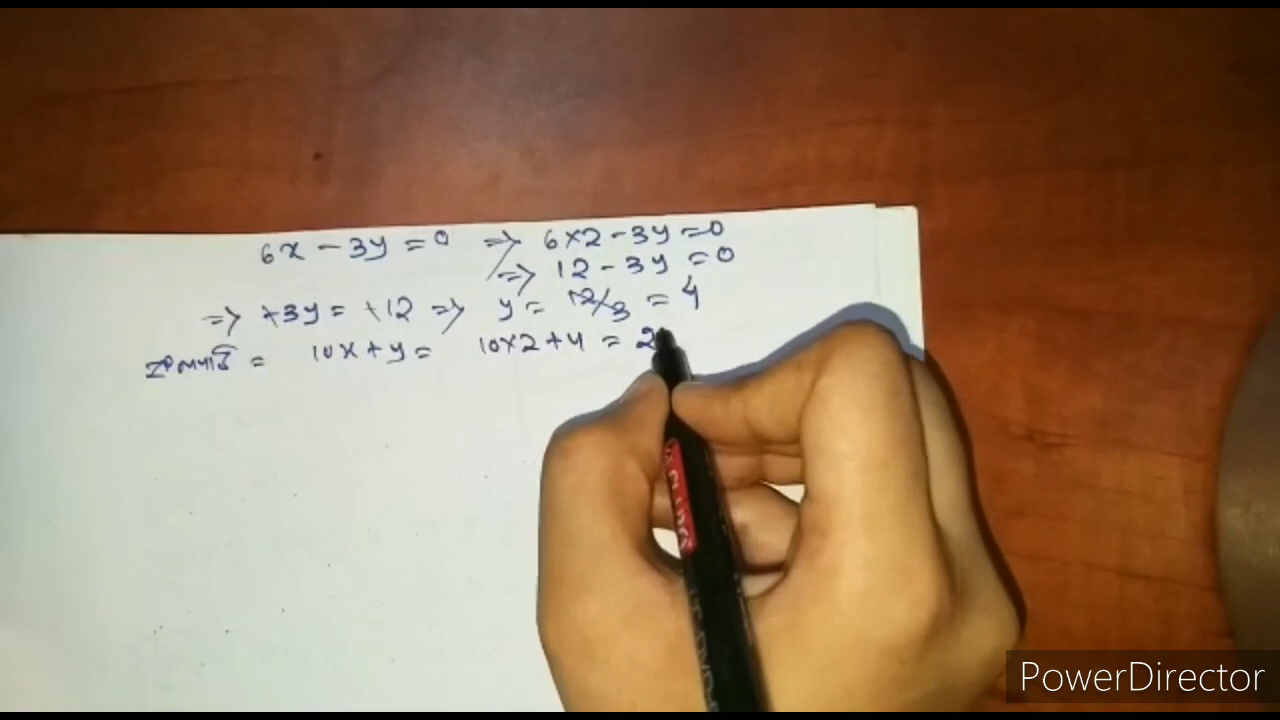 6x - 3y = 0 => 6×2 - 3y = 0
=> 12 - 3y = 0
=> +3y = +12 => y = 12/3 = 4
= 10x + y = 10×2 + 4 = 2
PowerDirector